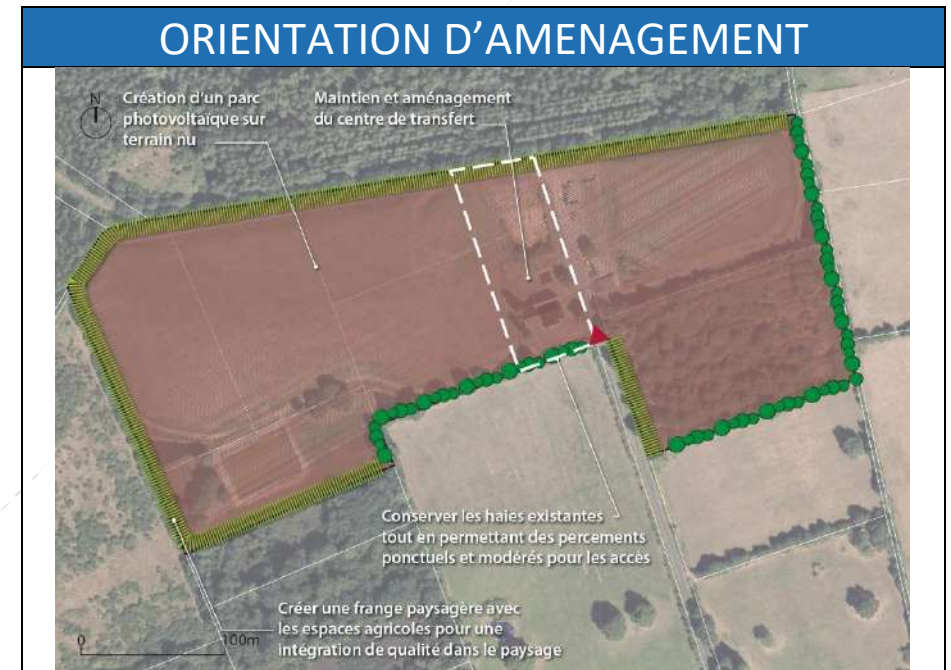 ORIENTATION D'AMENAGEMENT
N
Création d'un parc
photovoltaïque sur
terrain nu
Maintien et aménagement
du centre de transfert
Conserver les haies existantes
tout en permettant des percements
ponctuels et modérés pour les accès
Créer une frange paysagère avec
les espaces agricoles pour une
intégration de qualité dans le paysage
0
100m